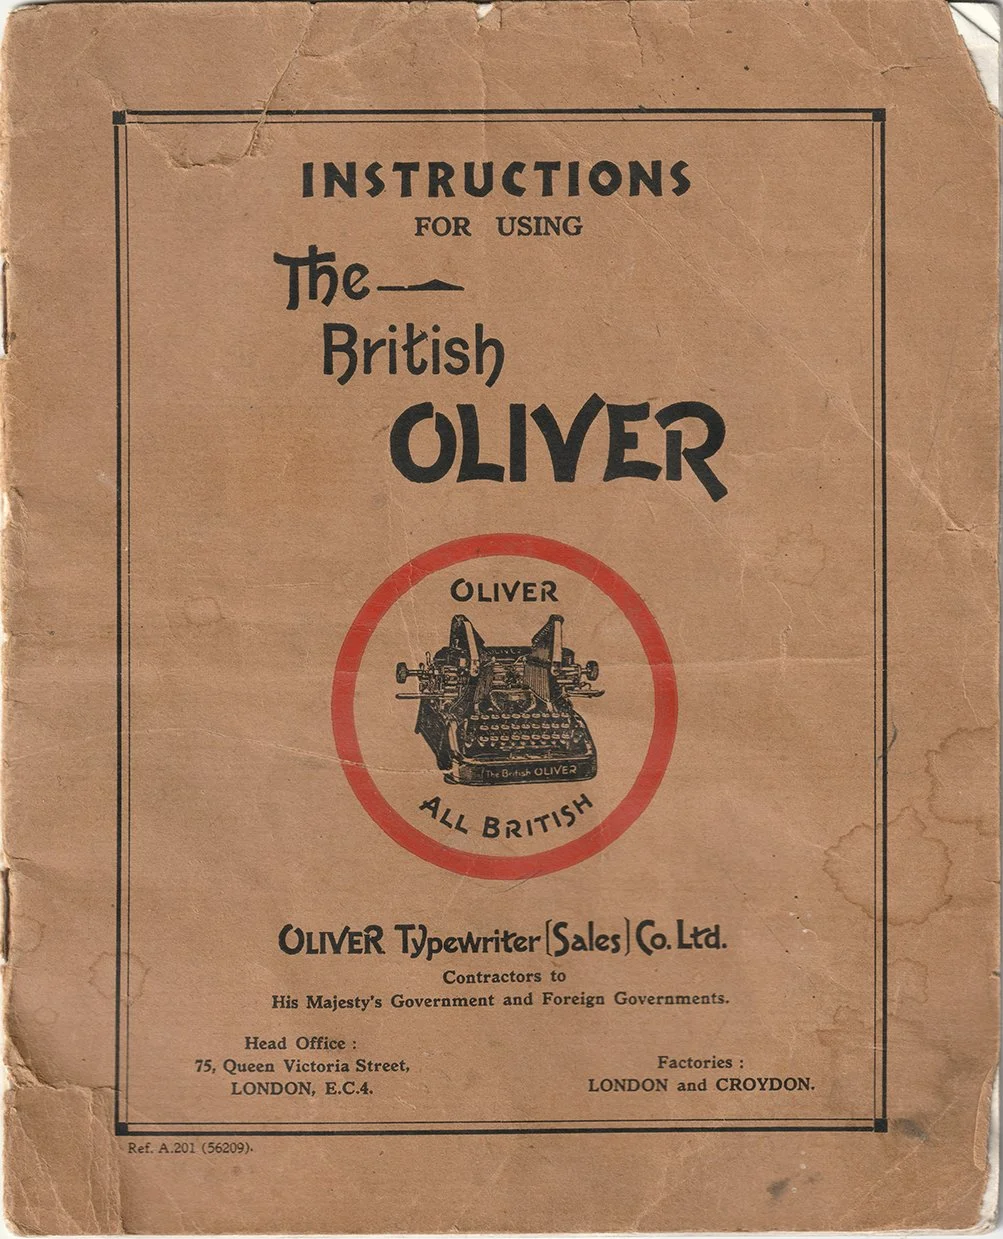 INSTRUCTIONS
FOR USING
The
British
OLIVER
OLIVER
OLIVER
The British OLIVER
ALL BRITISH
OLIVER Typewriter [Sales] Co. Ltd.
Contractors to
His Majesty's Government and Foreign Governments.
Head Office :
75, Queen Victoria Street,
LONDON, E.C.4.
Factories :
LONDON and CROYDON.
Ref. A.201 (56209).